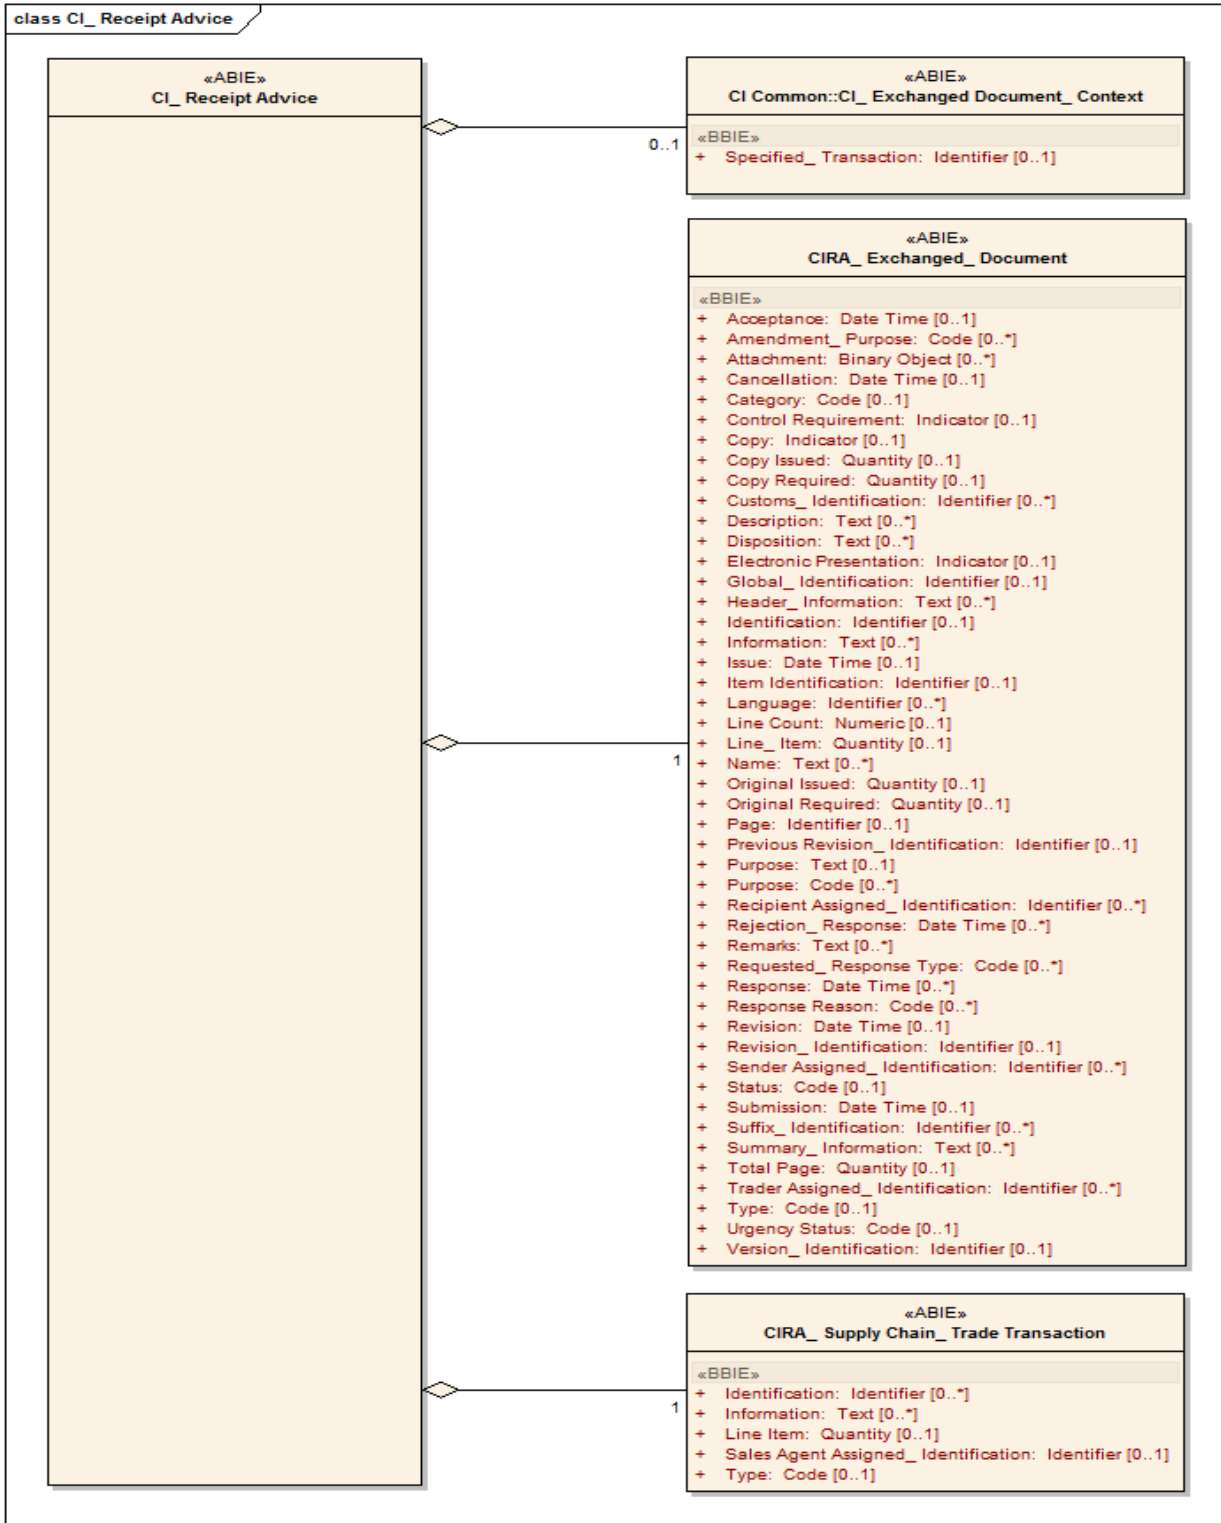 class CI_ Receipt Advice
«ABIE»
CI_ Receipt Advice
«ABIE»
CI Common::CI_ Exchanged Document_ Context
«BBIE»
+ Specified_ Transaction: Identifier [0..1]
0..1
«ABIE»
CIRA_ Exchanged_ Document
«BBIE»
+ Acceptance: Date Time [0..1]
+ Amendment_ Purpose: Code [0..*]
+ Attachment: Binary Object [0..*]
+ Cancellation: Date Time [0..1]
+ Category: Code [0..1]
+ Control Requirement: Indicator [0..1]
+ Copy: Indicator [0..1]
+ Copy Issued: Quantity [0..1]
+ Copy Required: Quantity [0..1]
+ Customs_ Identification: Identifier [0..*]
+ Description: Text [0..*]
+ Disposition: Text [0..*]
+ Electronic Presentation: Indicator [0..1]
+ Global_ Identification: Identifier [0..1]
+ Header_ Information: Text [0..*]
+ Identification: Identifier [0..1]
+ Information: Text [0..*]
+ Issue: Date Time [0..1]
+ Item Identification: Identifier [0..1]
+ Language: Identifier [0..*]
+ Line Count: Numeric [0..1]
+ Line_ Item: Quantity [0..1]
+ Name: Text [0..*]
+ Original Issued: Quantity [0..1]
+ Original Required: Quantity [0..1]
+ Page: Identifier [0..1]
+ Previous Revision_ Identification: Identifier [0..1]
+ Purpose: Text [0..1]
+ Purpose: Code [0..*]
+ Recipient Assigned_ Identification: Identifier [0..*]
+ Rejection_ Response: Date Time [0..*]
+ Remarks: Text [0..*]
+ Requested_ Response Type: Code [0..*]
+ Response: Date Time [0..*]
+ Response Reason: Code [0..*]
+ Revision: Date Time [0..1]
+ Revision_ Identification: Identifier [0..1]
+ Sender Assigned_ Identification: Identifier [0..*]
+ Status: Code [0..1]
+ Submission: Date Time [0..1]
+ Suffix_ Identification: Identifier [0..*]
+ Summary_ Information: Text [0..*]
+ Total Page: Quantity [0..1]
+ Trader Assigned_ Identification: Identifier [0..*]
+ Type: Code [0..1]
+ Urgency Status: Code [0..1]
+ Version_ Identification: Identifier [0..1]
1
«ABIE»
CIRA_ Supply Chain_ Trade Transaction
«BBIE»
+ Identification: Identifier [0..*]
+ Information: Text [0..*]
+ Line Item: Quantity [0..1]
+ Sales Agent Assigned_ Identification: Identifier [0..1]
+ Type: Code [0..1]
1